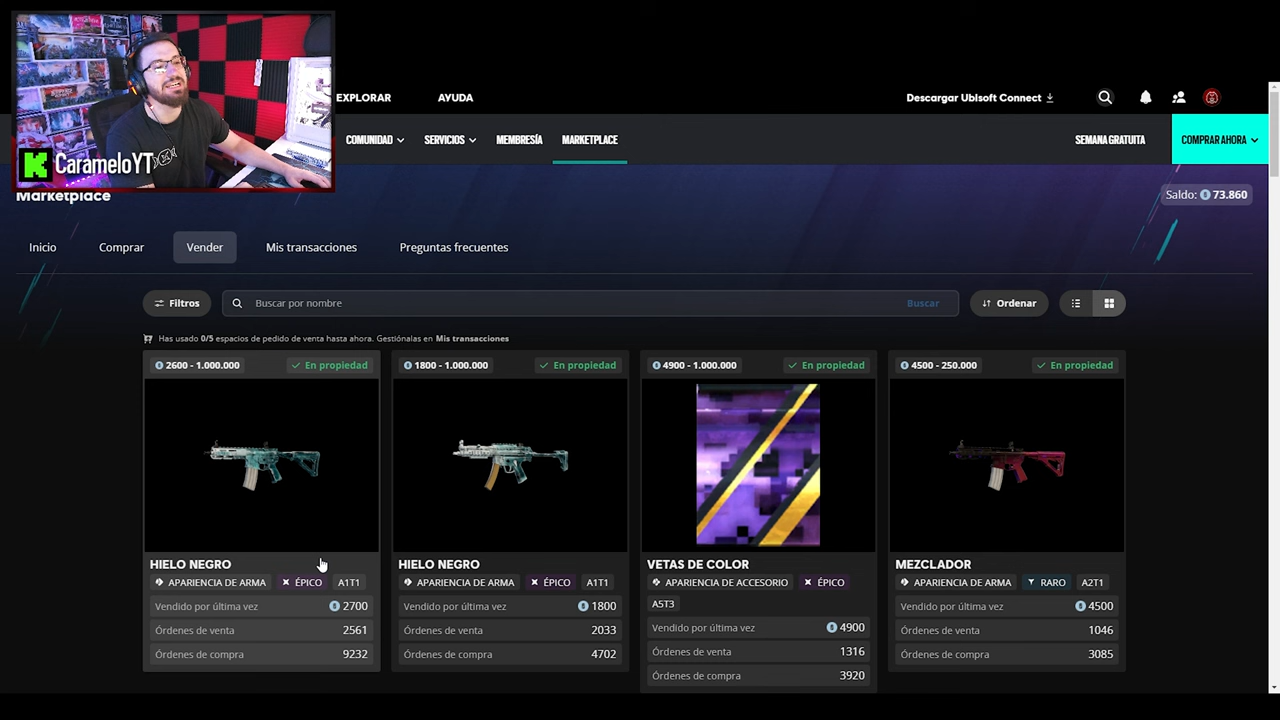 EXPLORAR AYUDA Descargar Ubisoft Connect
COMUNIDAD SERVICIOS MEMBRESÍA MARKETPLACE SEMANA GRATUITA COMPRAR AHORA
K CarameloYT
Marketplace Saldo: 73.860
Inicio Comprar Vender Mis transacciones Preguntas frecuentes
Filtros Buscar por nombre Buscar Ordenar
Has usado 0/5 espacios de pedido de venta hasta ahora. Gestiónalas en Mis transacciones
2600 - 1.000.000 En propiedad
HIELO NEGRO
APARIENCIA DE ARMA ÉPICO A1T1
Vendido por última vez 2700
Órdenes de venta 2561
Órdenes de compra 9232
1800 - 1.000.000 En propiedad
HIELO NEGRO
APARIENCIA DE ARMA ÉPICO A1T1
Vendido por última vez 1800
Órdenes de venta 2033
Órdenes de compra 4702
4900 - 1.000.000 En propiedad
VETAS DE COLOR
APARIENCIA DE ACCESORIO ÉPICO
A5T3
Vendido por última vez 4900
Órdenes de venta 1316
Órdenes de compra 3920
4500 - 250.000 En propiedad
MEZCLADOR
APARIENCIA DE ARMA RARO A2T1
Vendido por última vez 4500
Órdenes de venta 1046
Órdenes de compra 3085